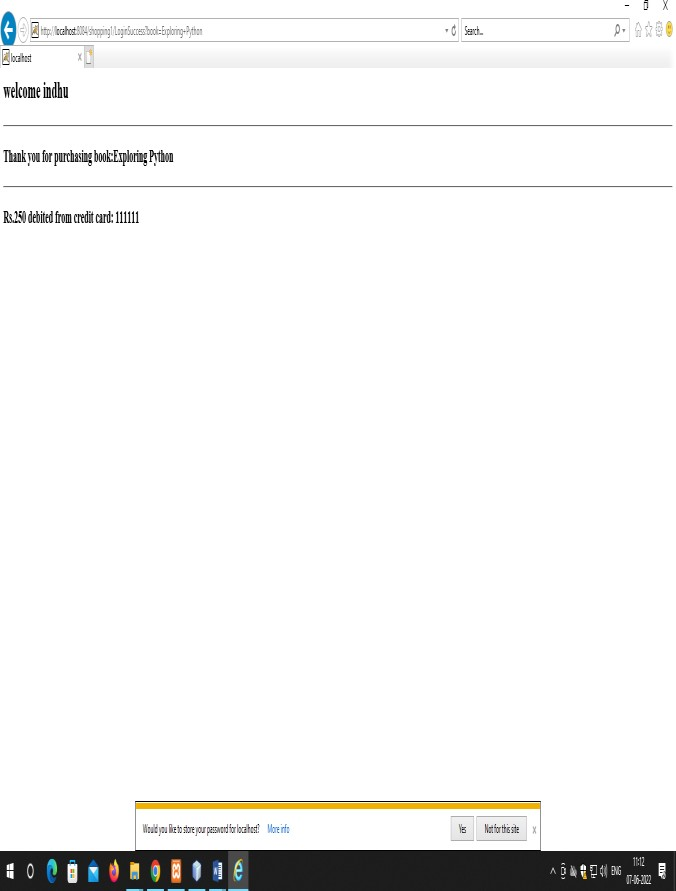 http://localhost:8084/shopping1/LoginSuccess?book=Exploring+Python
Search...
localhost
welcome indhu
Thank you for purchasing book:Exploring Python
Rs.250 debited from credit card: 111111
Would you like to store your password for localhost? More info Yes Not for this site
ENG
11:12
07-06-2022